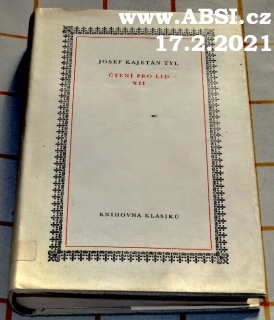 www.ABSI.cz
17.2.2021
JOSEF KAJETÁN TYL
ČTENÍ PRO LID
XII
KNIHOVNA KLASIKŮ